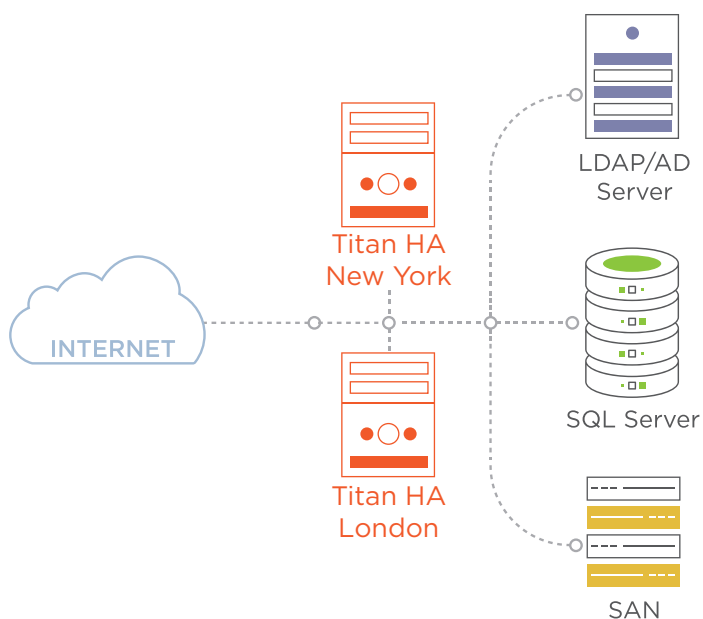 LDAP/AD
Server
Titan HA
New York
INTERNET
SQL Server
Titan HA
London
SAN